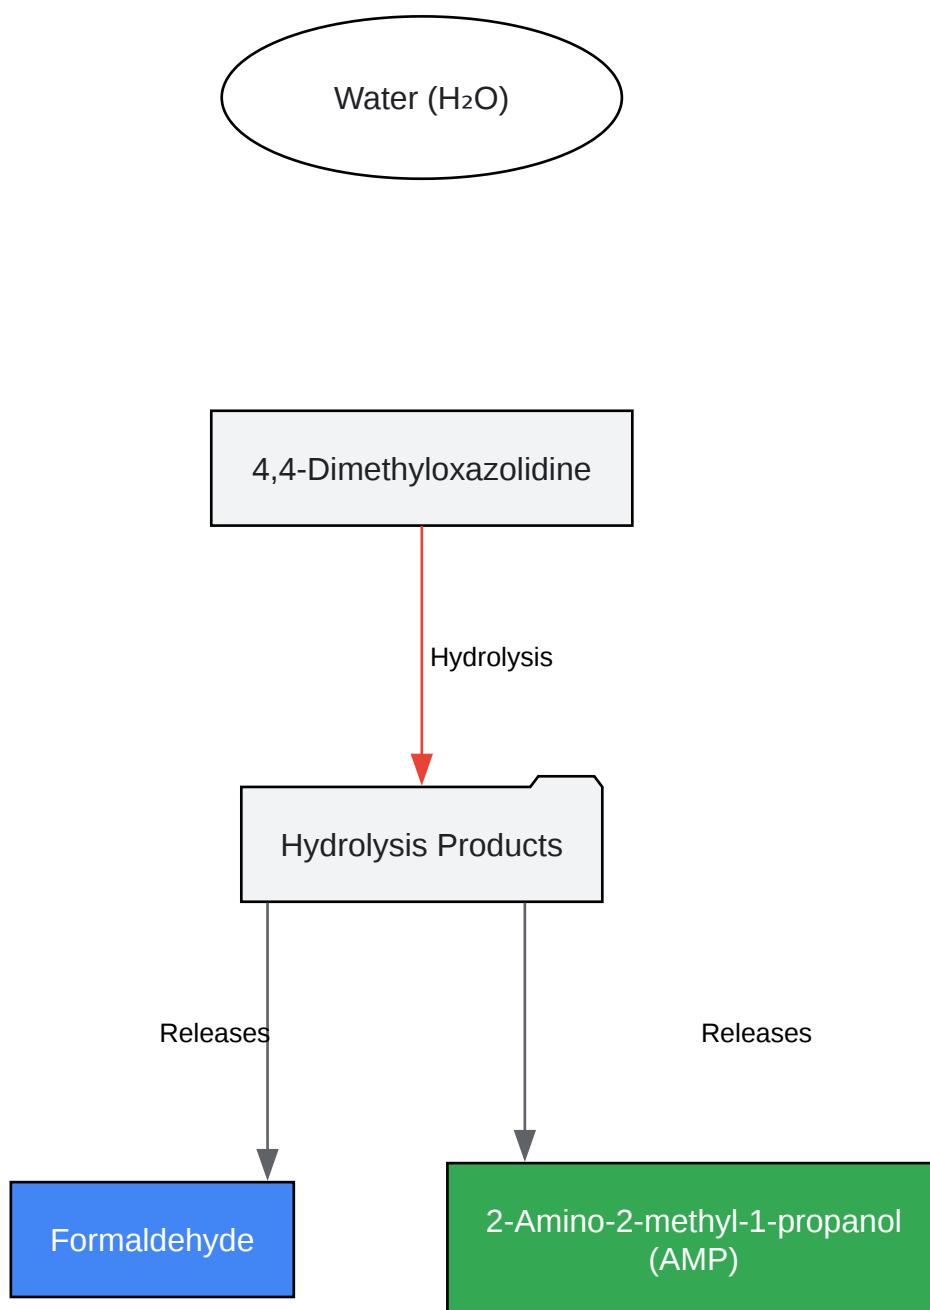 Water (H₂O)
4,4-Dimethyloxazolidine
Hydrolysis
Hydrolysis Products
Releases
Releases
Formaldehyde
2-Amino-2-methyl-1-propanol
(AMP)